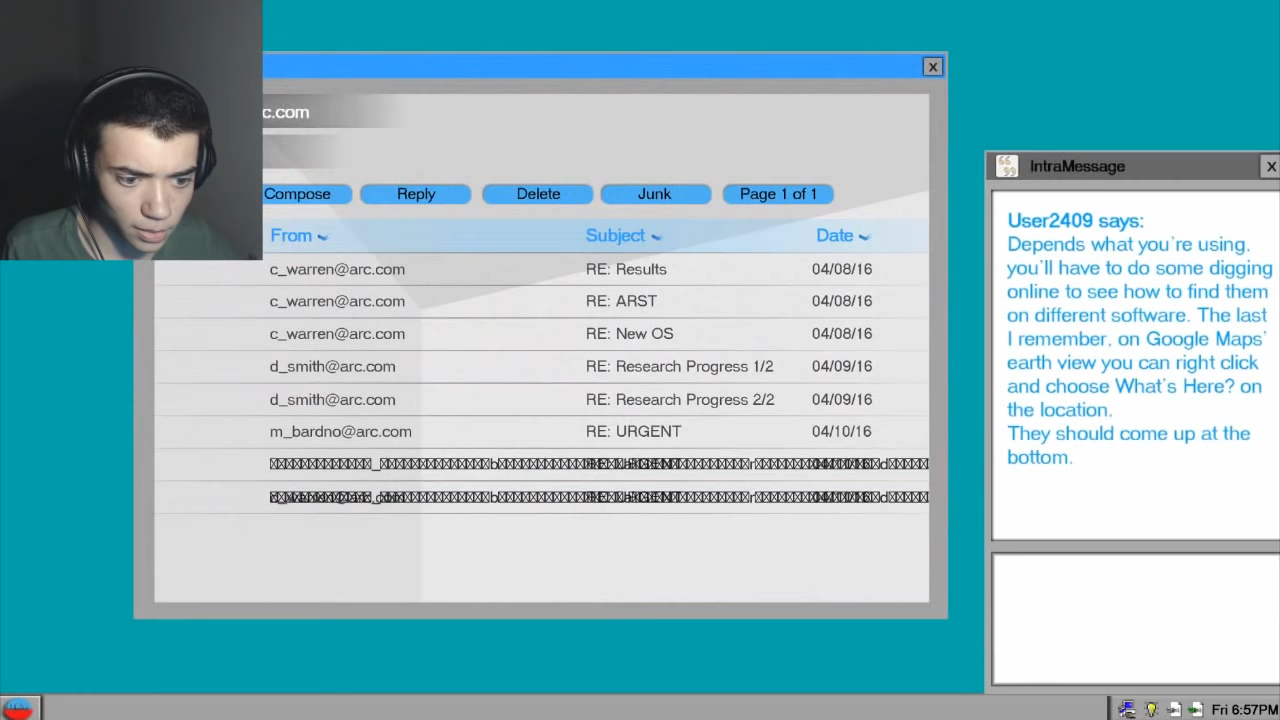 c.com
X
Compose Reply Delete Junk Page 1 of 1
From Subject Date
c_warren@arc.com RE: Results 04/08/16
c_warren@arc.com RE: ARST 04/08/16
c_warren@arc.com RE: New OS 04/08/16
d_smith@arc.com RE: Research Progress 1/2 04/09/16
d_smith@arc.com RE: Research Progress 2/2 04/09/16
m_bardno@arc.com RE: URGENT 04/10/16
IntraMessage X
User2409 says:
Depends what you're using.
you'll have to do some digging
online to see how to find them
on different software. The last
I remember, on Google Maps'
earth view you can right click
and choose What's Here? on
the location.
They should come up at the
bottom.
Fri 6:57PM